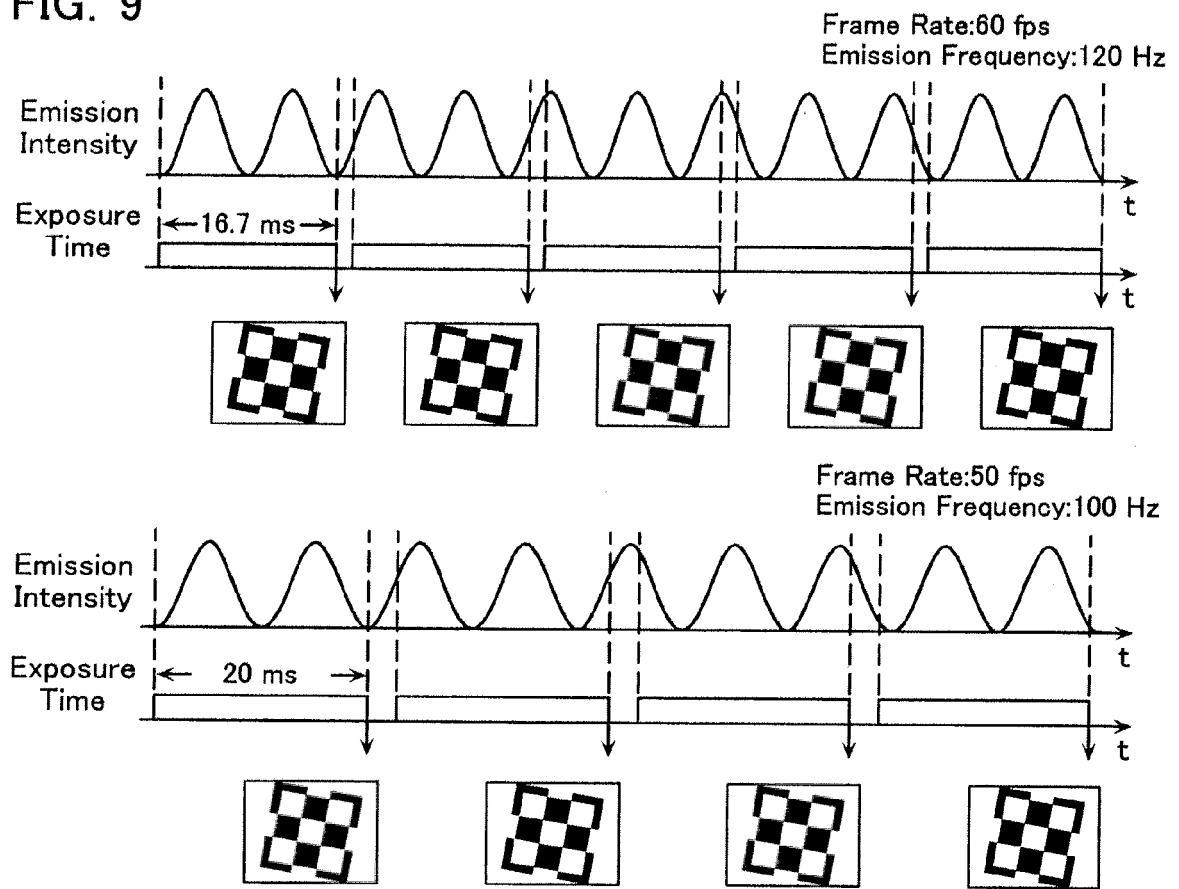 FIG. 9
Frame Rate:60 fps
Emission Frequency:120 Hz
Emission
Intensity
t
Exposure
Time
16.7 ms
t
Frame Rate:50 fps
Emission Frequency:100 Hz
Emission
Intensity
t
Exposure
Time
20 ms
t